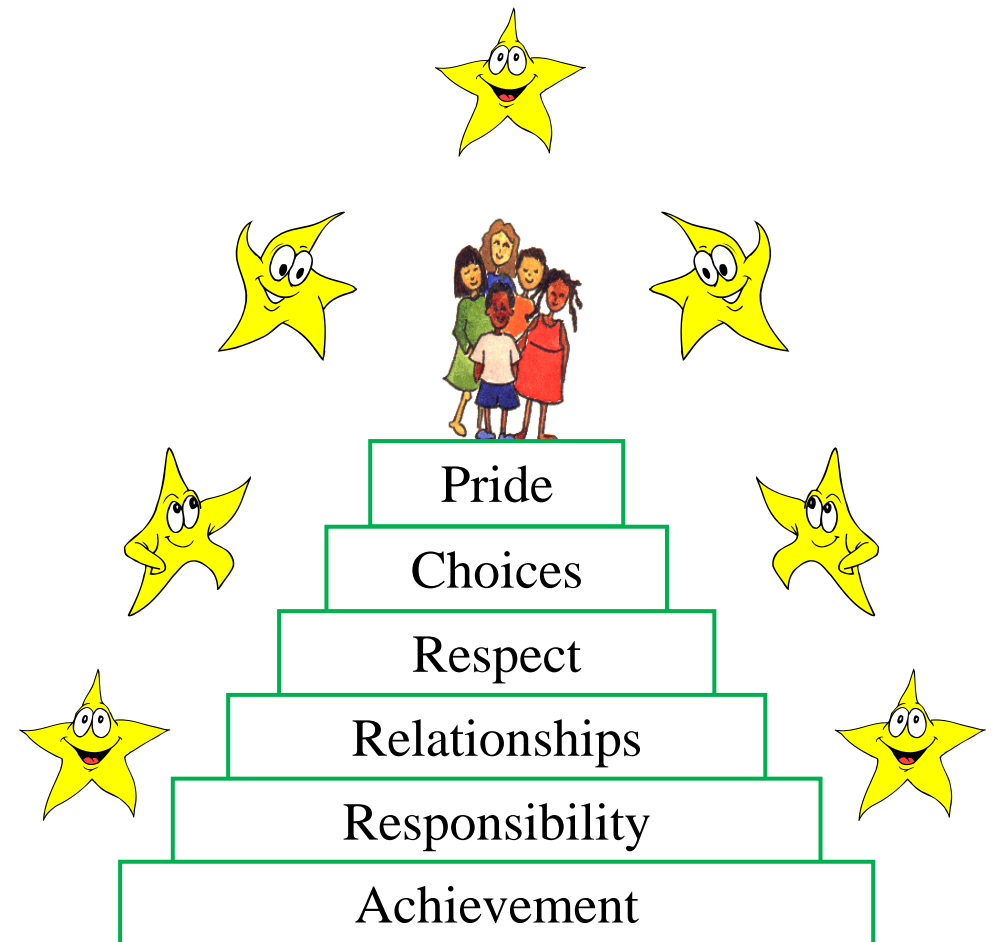 Pride
Choices
Respect
Relationships
Responsibility
Achievement